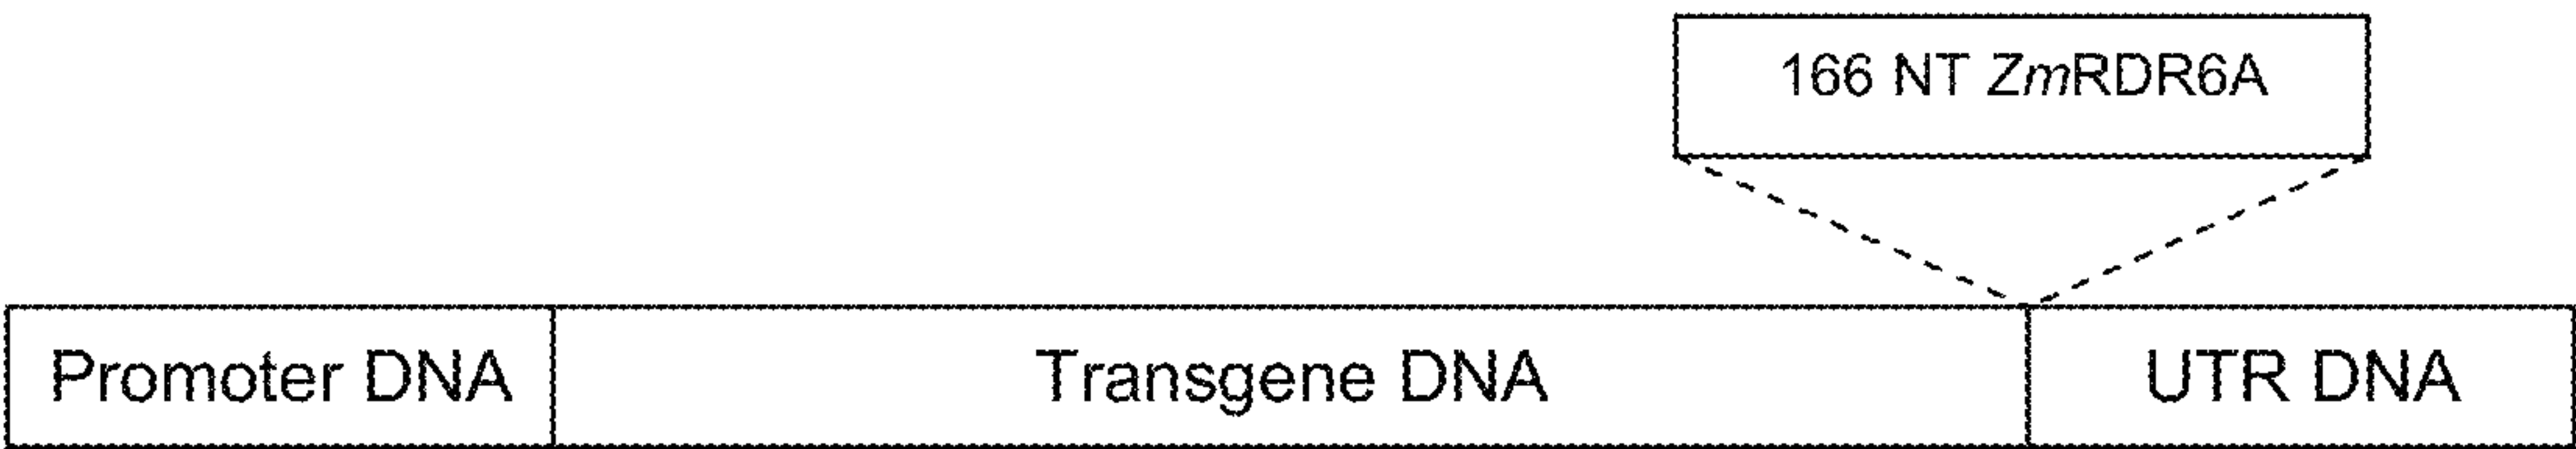 166 NT ZmRDR6A
Promoter DNA
Transgene DNA
UTR DNA